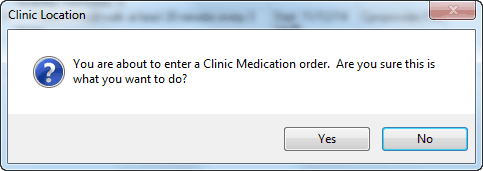 Clinic Location
You are about to enter a Clinic Medication order.  Are you sure this is
what you want to do?
Yes
No